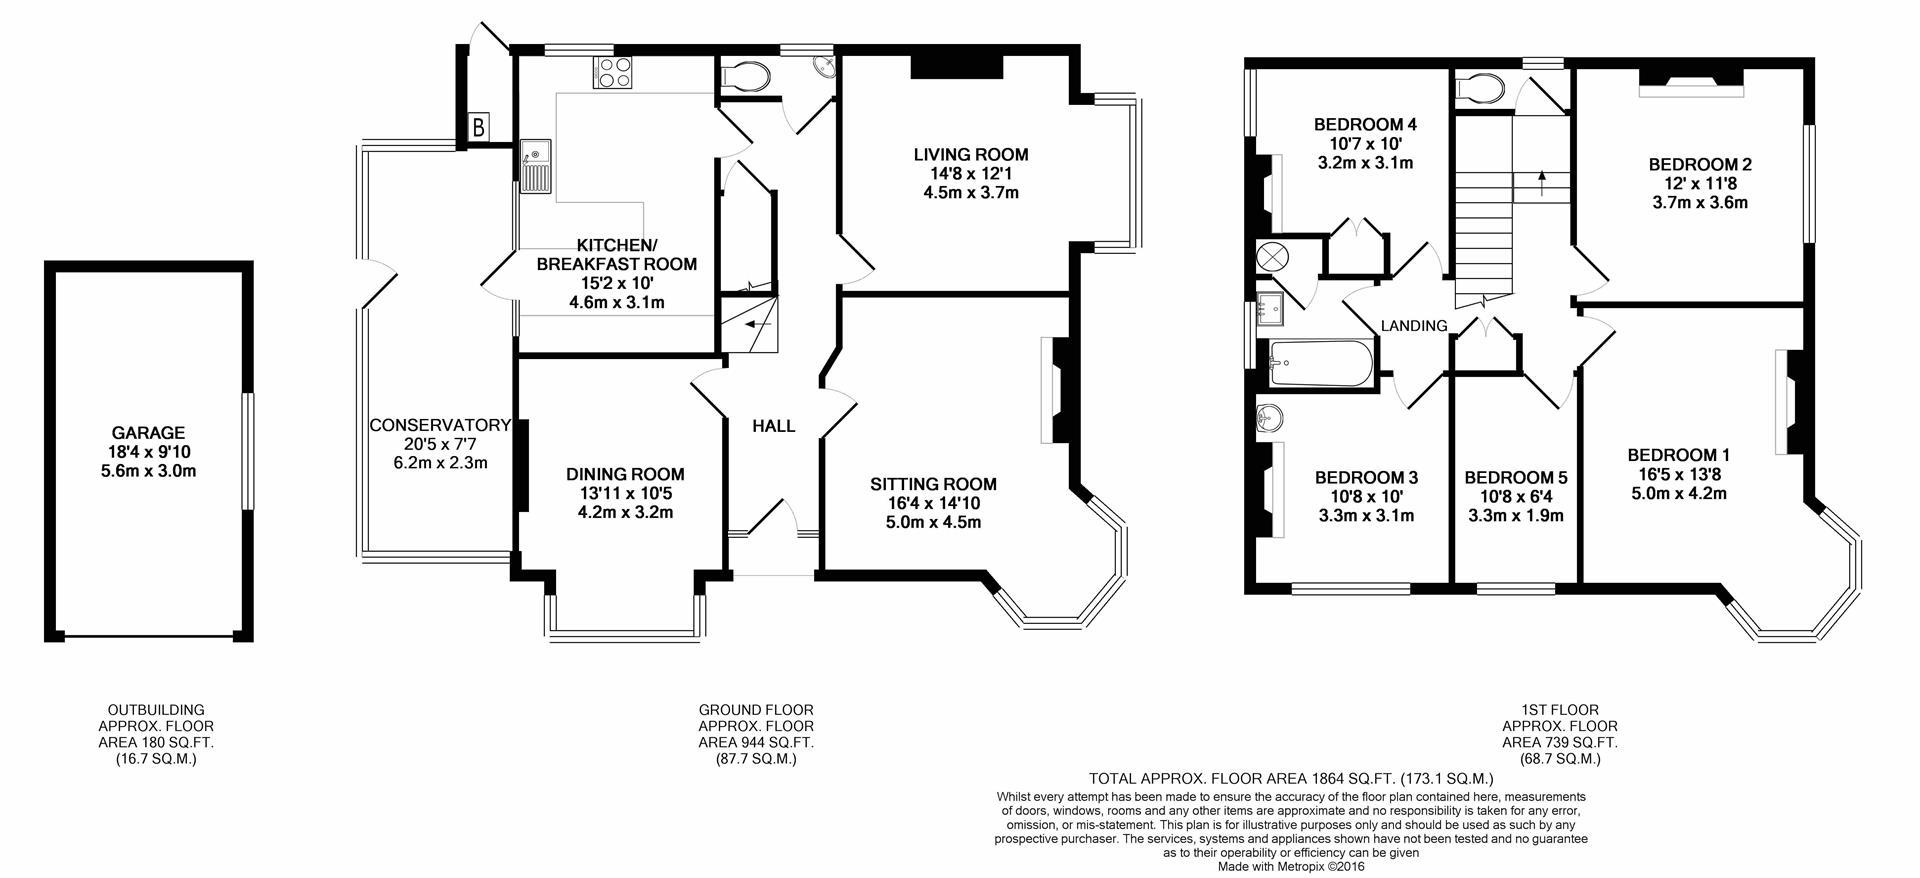 GARAGE
18'4 x 9'10
5.6m x 3.0m
OUTBUILDING
APPROX. FLOOR
AREA 180 SQ.FT.
(16.7 SQ.M.)
B
KITCHEN/
BREAKFAST ROOM
15'2 x 10'
4.6m x 3.1m
LIVING ROOM
14'8 x 12'1
4.5m x 3.7m
CONSERVATORY
20'5 x 7'7
6.2m x 2.3m
HALL
DINING ROOM
13'11 x 10'5
4.2m x 3.2m
SITTING ROOM
16'4 x 14'10
5.0m x 4.5m
GROUND FLOOR
APPROX. FLOOR
AREA 944 SQ.FT.
(87.7 SQ.M.)
BEDROOM 4
10'7 x 10'
3.2m x 3.1m
BEDROOM 2
12' x 11'8
3.7m x 3.6m
LANDING
BEDROOM 3
10'8 x 10'
3.3m x 3.1m
BEDROOM 5
10'8 x 6'4
3.3m x 1.9m
BEDROOM 1
16'5 x 13'8
5.0m x 4.2m
1ST FLOOR
APPROX. FLOOR
AREA 739 SQ.FT.
(68.7 SQ.M.)
TOTAL APPROX. FLOOR AREA 1864 SQ.FT. (173.1 SQ.M.)
Whilst every attempt has been made to ensure the accuracy of the floor plan contained here, measurements
of doors, windows, rooms and any other items are approximate and no responsibility is taken for any error,
omission, or mis-statement. This plan is for illustrative purposes only and should be used as such by any
prospective purchaser. The services, systems and appliances shown have not been tested and no guarantee
as to their operability or efficiency can be given
Made with Metropix ©2016